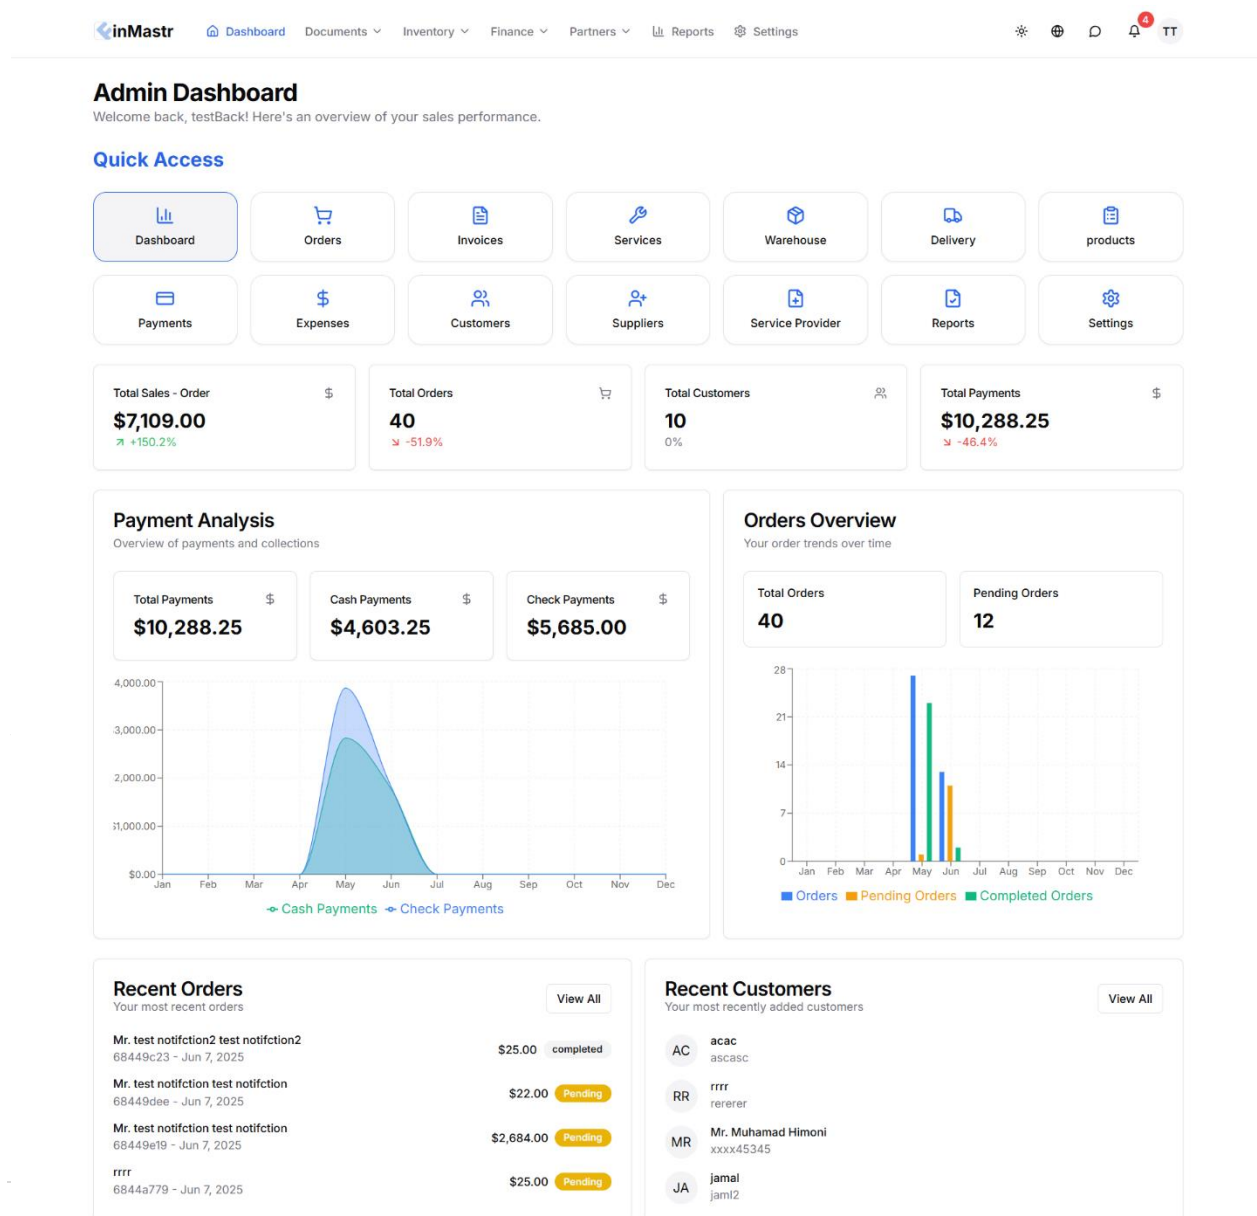 inMastr
Dashboard
Documents
Inventory
Finance
Partners
Reports
Settings
4
TT
Admin Dashboard
Welcome back, testBack! Here's an overview of your sales performance.
Quick Access
Dashboard
Orders
Invoices
Services
Warehouse
Delivery
products
Payments
Expenses
Customers
Suppliers
Service Provider
Reports
Settings
Total Sales - Order
$7,109.00
+150.2%
Total Orders
40
-51.9%
Total Customers
10
0%
Total Payments
$10,288.25
-46.4%
Payment Analysis
Overview of payments and collections
Total Payments
$10,288.25
Cash Payments
$4,603.25
Check Payments
$5,685.00
4,000.00
3,000.00
2,000.00
$1,000.00
$0.00
Jan Feb Mar Apr May Jun Jul Aug Sep Oct Nov Dec
Cash Payments Check Payments
Orders Overview
Your order trends over time
Total Orders
40
Pending Orders
12
28
21
14
7
0
Jan Feb Mar Apr May Jun Jul Aug Sep Oct Nov Dec
Orders Pending Orders Completed Orders
Recent Orders
Your most recent orders
View All
Mr. test notifction2 test notifction2
68449c23 - Jun 7, 2025
$25.00 completed
Mr. test notifction test notifction
68449dee - Jun 7, 2025
$22.00 Pending
Mr. test notifction test notifction
68449e19 - Jun 7, 2025
$2,684.00 Pending
rrrr
6844a779 - Jun 7, 2025
$25.00 Pending
Recent Customers
Your most recently added customers
View All
AC
acac
ascasc
RR
rrrr
rererer
MR
Mr. Muhamad Himoni
xxxx45345
JA
jamal
jaml2